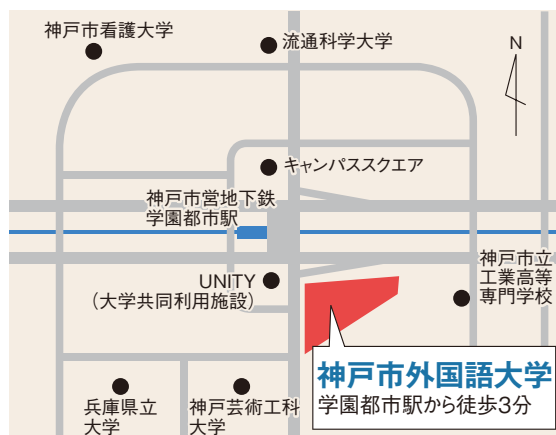 神戸市看護大学
流通科学大学
N
キャンパススクエア
神戸市営地下鉄
学園都市駅
UNITY
（大学共同利用施設）
神戸市立
工業高等
専門学校
神戸市外国語大学
学園都市駅から徒歩3分
兵庫県立
大学
神戸芸術工科
大学